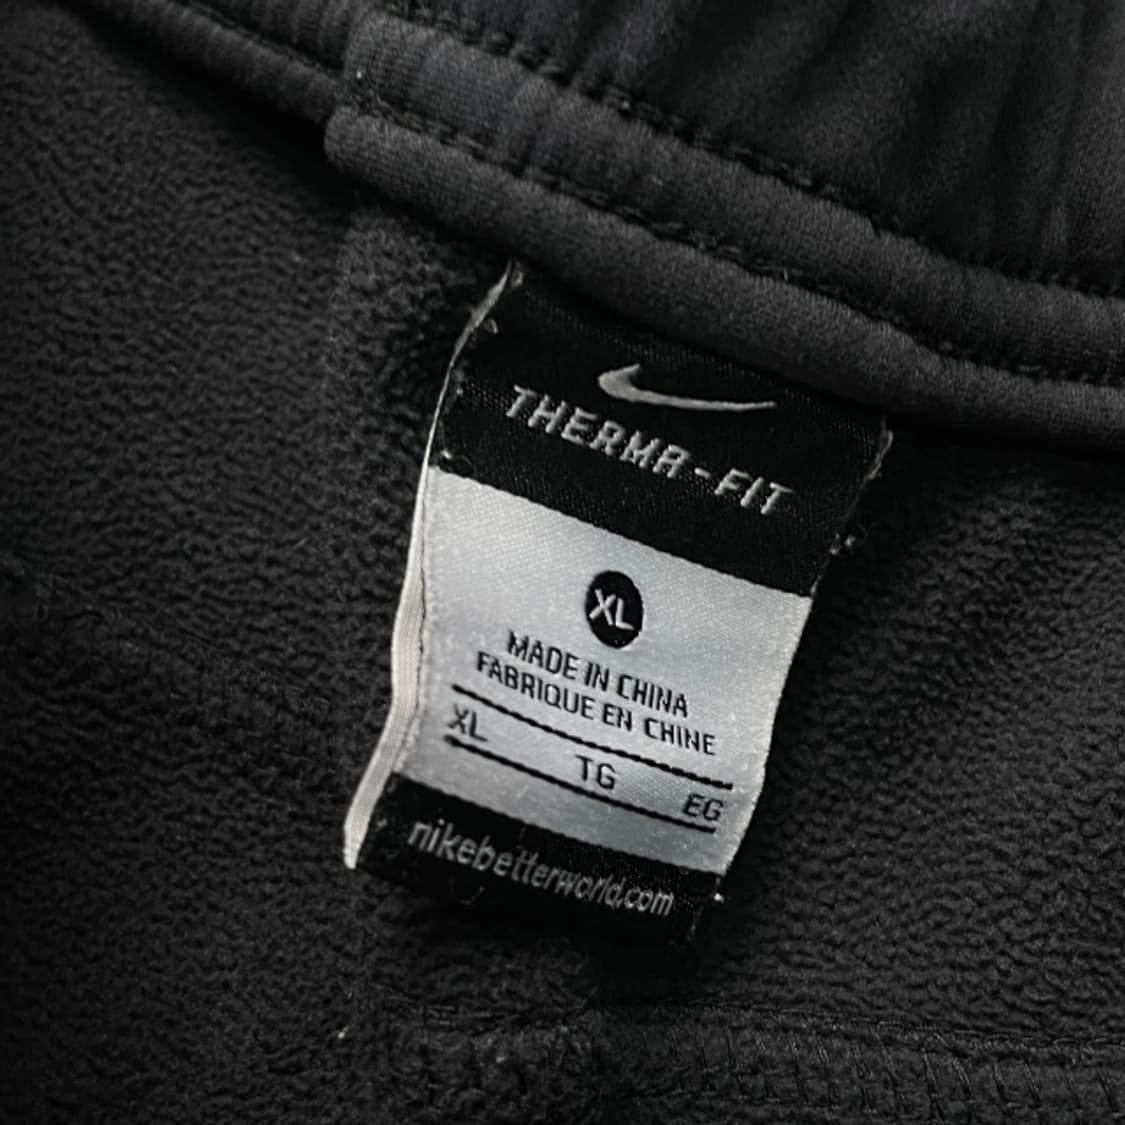 THERMA-FIT
XL
MADE IN CHINA
FABRIQUE EN CHINE
XL TG EG
nikebetterworld.com